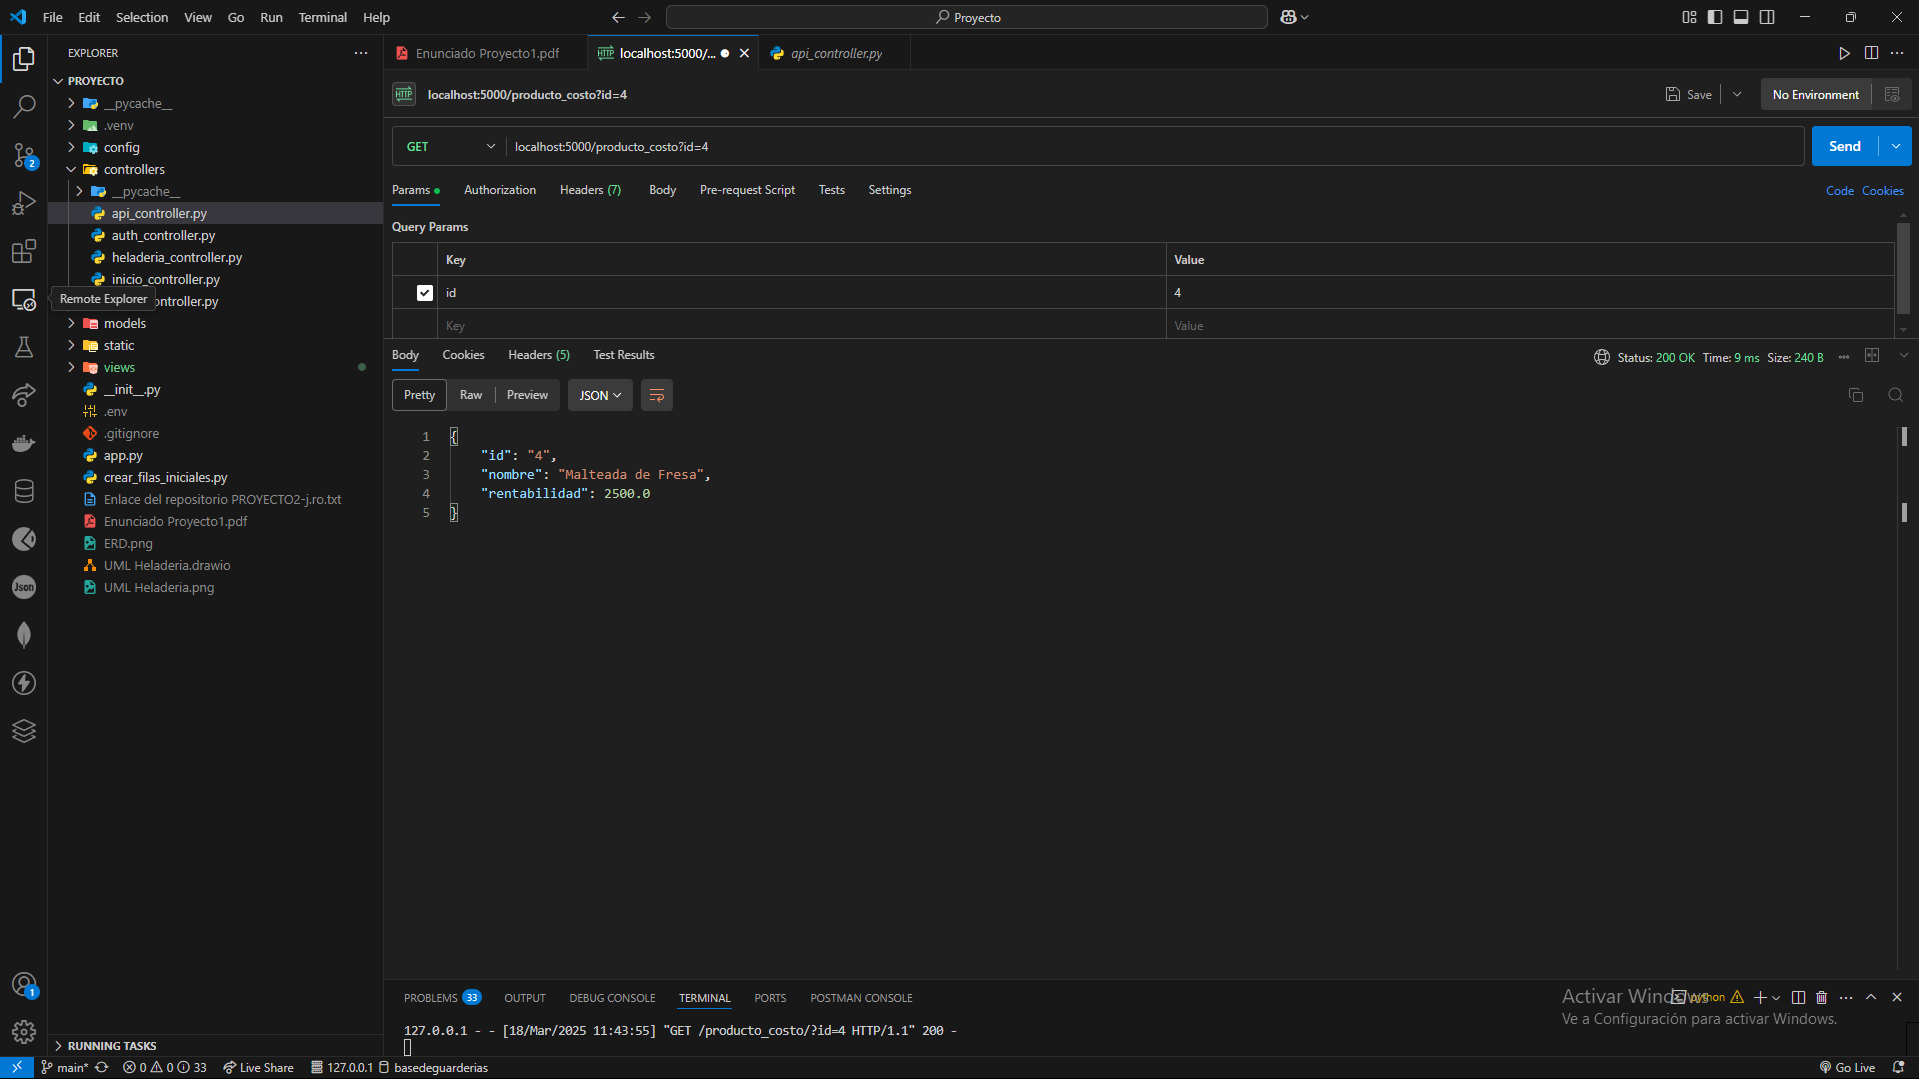 File Edit Selection View Go Run Terminal Help
Proyecto
EXPLORER
PROYECTO
__pycache__
.venv
config
controllers
__pycache__
api_controller.py
auth_controller.py
heladeria_controller.py
inicio_controller.py
Remote Explorer
ontroller.py
models
static
views
__init__.py
.env
.gitignore
app.py
crear_filas_iniciales.py
Enlace del repositorio PROYECTO2-j.ro.txt
Enunciado Proyecto1.pdf
ERD.png
UML Heladeria.drawio
UML Heladeria.png
RUNNING TASKS
2
Json
1
Enunciado Proyecto1.pdf
HTTP localhost:5000/...
api_controller.py
HTTP localhost:5000/producto_costo?id=4
Save
No Environment
GET localhost:5000/producto_costo?id=4
Send
Params Authorization Headers (7) Body Pre-request Script Tests Settings
Code Cookies
Query Params
Key Value
id 4
Key Value
Body Cookies Headers (5) Test Results
Status: 200 OK Time: 9 ms Size: 240 B
Pretty Raw Preview JSON
1 {
2 "id": "4",
3 "nombre": "Malteada de Fresa",
4 "rentabilidad": 2500.0
5 }
PROBLEMS 33 OUTPUT DEBUG CONSOLE TERMINAL PORTS POSTMAN CONSOLE
python
127.0.0.1 - - [18/Mar/2025 11:43:55] "GET /producto_costo/?id=4 HTTP/1.1" 200 -
Activar Windows
Ve a Configuración para activar Windows.
main* 0 0 33 Live Share 127.0.0.1 basedeguarderias
Go Live